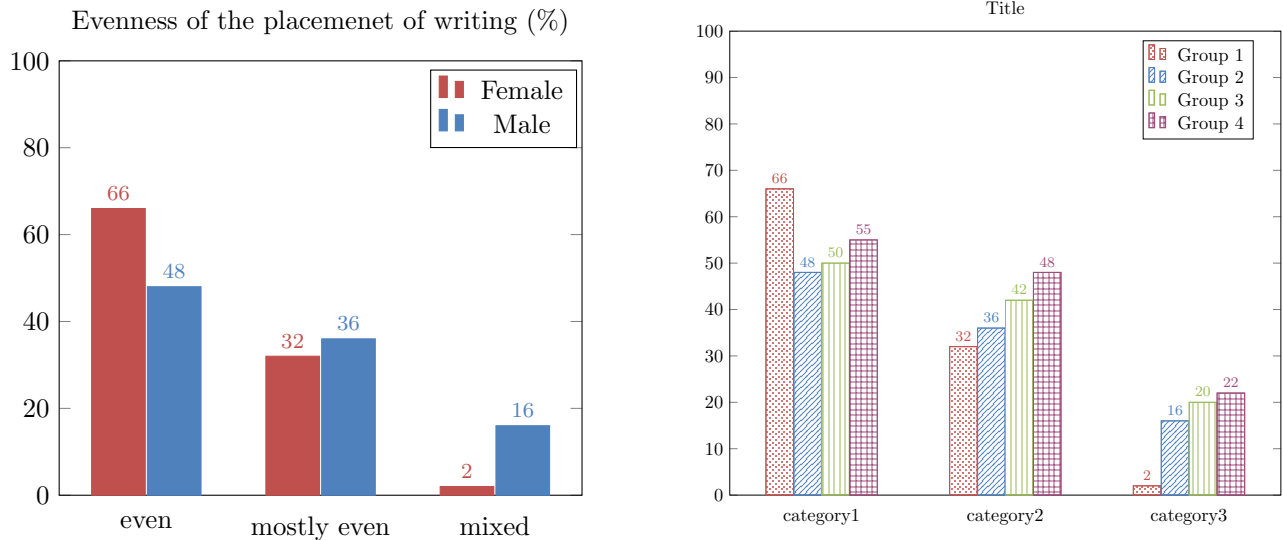 Evenness of the placemenet of writing (%)
100
80
60
40
20
0
Female
Male
66
48
32
36
2
16
even
mostly even
mixed
Title
100
90
80
70
60
50
40
30
20
10
0
Group 1
Group 2
Group 3
Group 4
66
48
50
55
32
36
42
48
2
16
20
22
category1
category2
category3